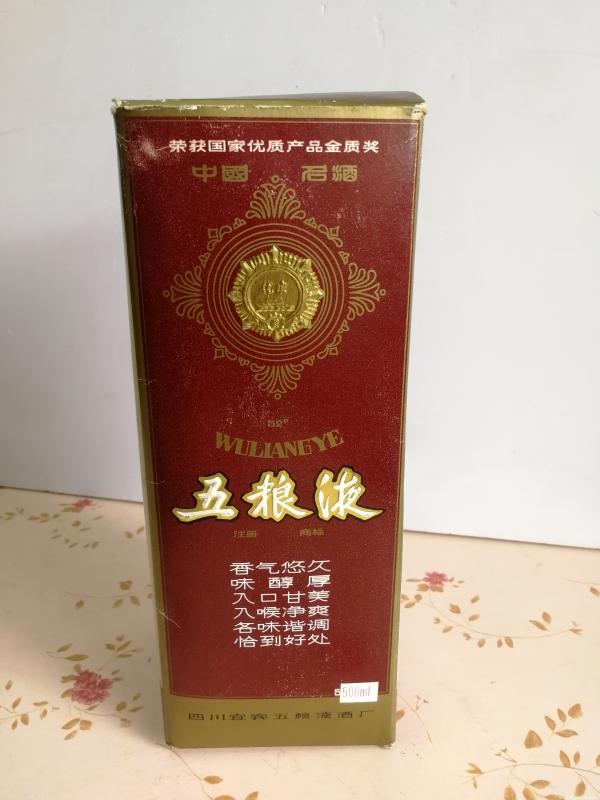 荣获国家优质产品金质奖
中國 名酒
52°
WULIANGYE
五粮液
注册 商标
香气悠久
味醇厚
入口甘美
入喉净爽
各味谐调
恰到好处
500ml
四川宜宾五粮液酒厂